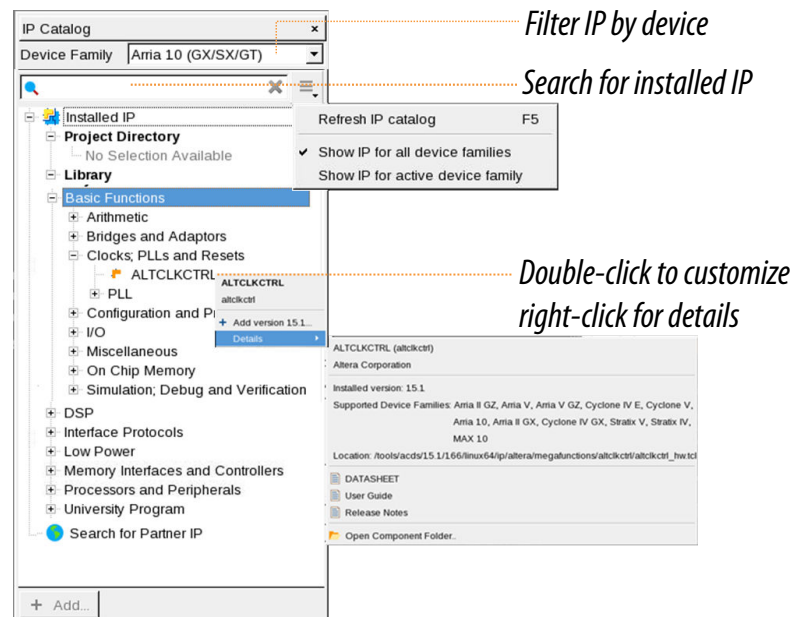 IP Catalog ×
Filter IP by device
Device Family Arria 10 (GX/SX/GT)
Search for installed IP
Installed IP
Project Directory
No Selection Available
Library
Basic Functions
Arithmetic
Bridges and Adaptors
Clocks; PLLs and Resets
ALTCLKCTRL
PLL
Configuration and P
I/O
Miscellaneous
On Chip Memory
Simulation; Debug and Verification
DSP
Interface Protocols
Low Power
Memory Interfaces and Controllers
Processors and Peripherals
University Program
Search for Partner IP
+ Add...
Refresh IP catalog F5
✔ Show IP for all device families
Show IP for active device family
ALTCLKCTRL
altclkctrl
+ Add version 15.1...
Details
Double-click to customize
right-click for details
ALTCLKCTRL (altclkctrl)
Altera Corporation
Installed version: 15.1
Supported Device Families: Arria II GZ, Arria V, Arria V GZ, Cyclone IV E, Cyclone V,
Arria 10, Arria II GX, Cyclone IV GX, Stratix V, Stratix IV,
MAX 10
Location: /tools/acds/15.1/166/linux64/ip/altera/megafunctions/altclkctrl/altclkctrl_hw.tcl
DATASHEET
User Guide
Release Notes
Open Component Folder..